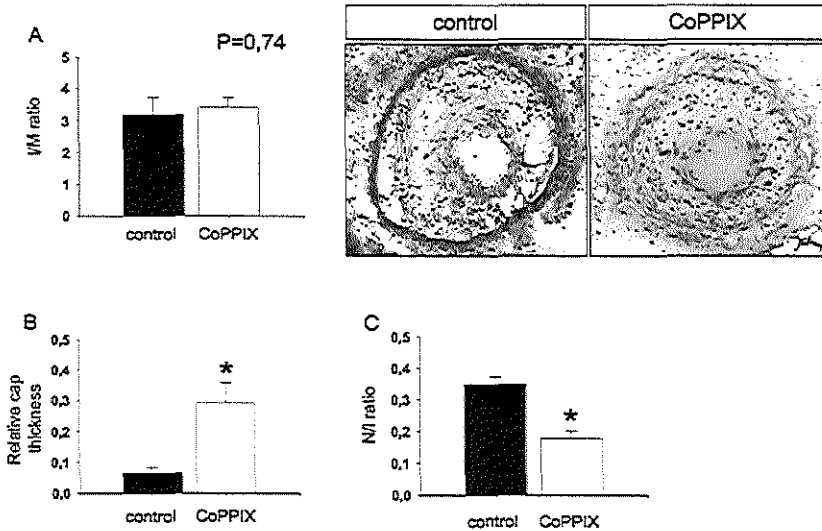 A
P=0,74
I/M ratio
5
4
3
2
1
0
control CoPPIX
control CoPPIX
B
Relative cap
thickness
0,5
0,4
0,3
0,2
0,1
0,0
*
control CoPPIX
C
N/I ratio
0,5
0,4
0,3
0,2
0,1
0,0
*
control CoPPIX